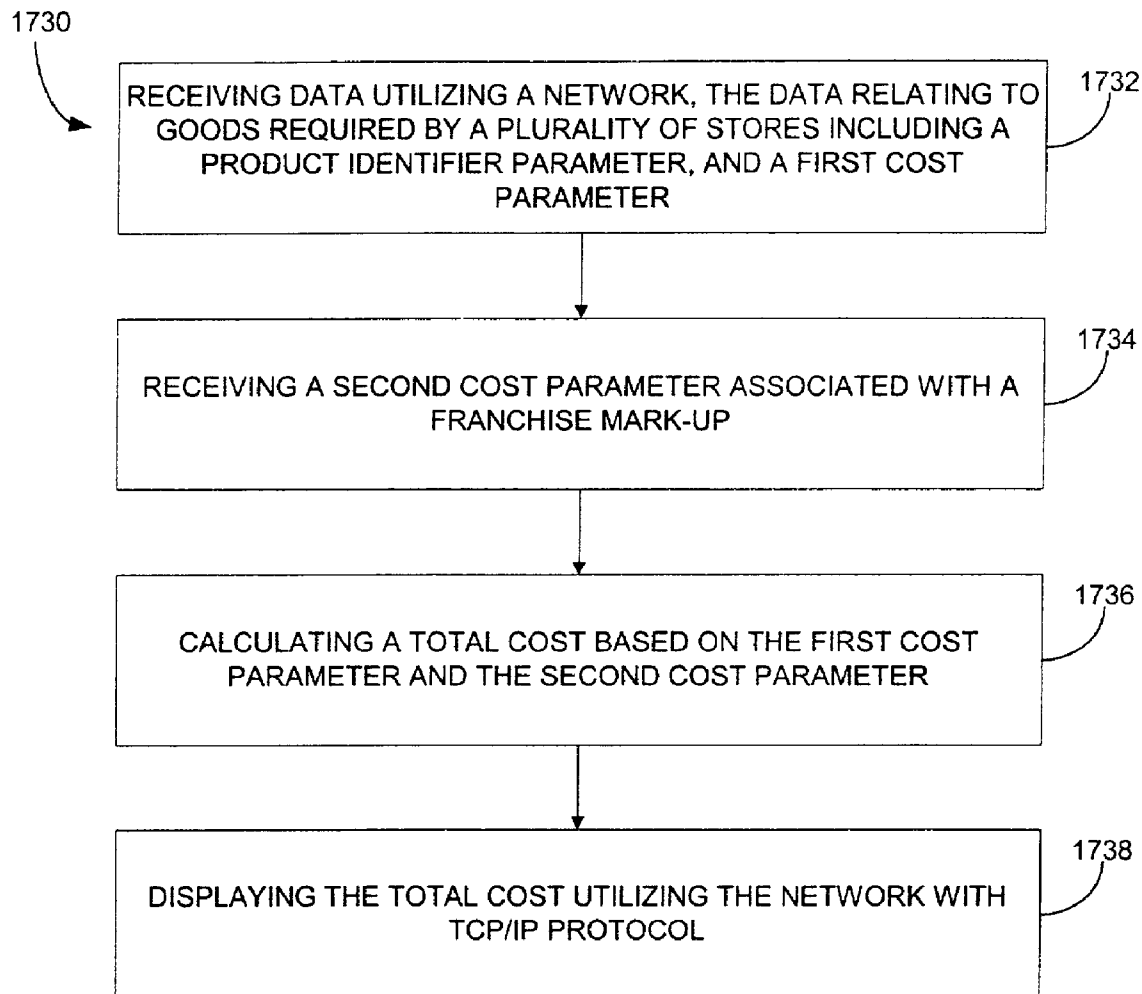 1730
1732
RECEIVING DATA UTILIZING A NETWORK, THE DATA RELATING TO
GOODS REQUIRED BY A PLURALITY OF STORES INCLUDING A
PRODUCT IDENTIFIER PARAMETER, AND A FIRST COST
PARAMETER
1734
RECEIVING A SECOND COST PARAMETER ASSOCIATED WITH A
FRANCHISE MARK-UP
1736
CALCULATING A TOTAL COST BASED ON THE FIRST COST
PARAMETER AND THE SECOND COST PARAMETER
1738
DISPLAYING THE TOTAL COST UTILIZING THE NETWORK WITH
TCP/IP PROTOCOL